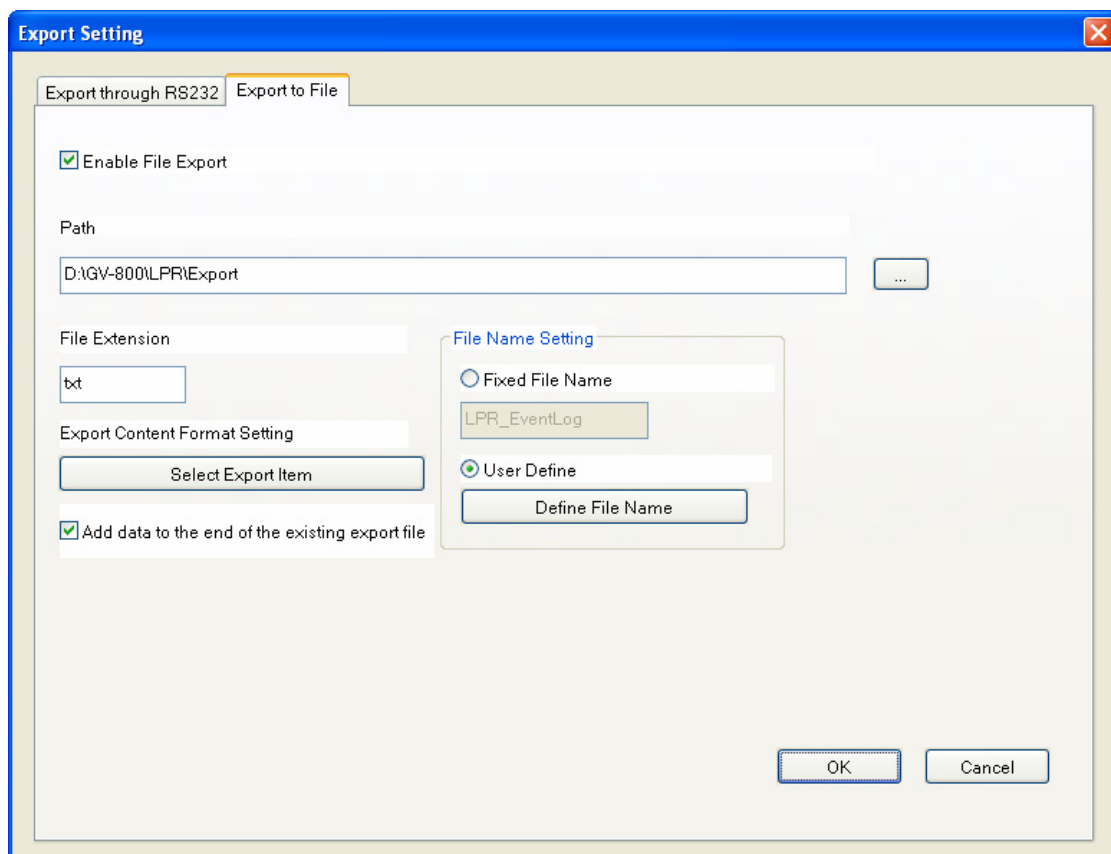 Export Setting
Export through RS232
Export to File
Enable File Export
Path
D:\GV-800\LPR\Export
...
File Extension
txt
Export Content Format Setting
Select Export Item
Add data to the end of the existing export file
File Name Setting
Fixed File Name
LPR_EventLog
User Define
Define File Name
OK
Cancel